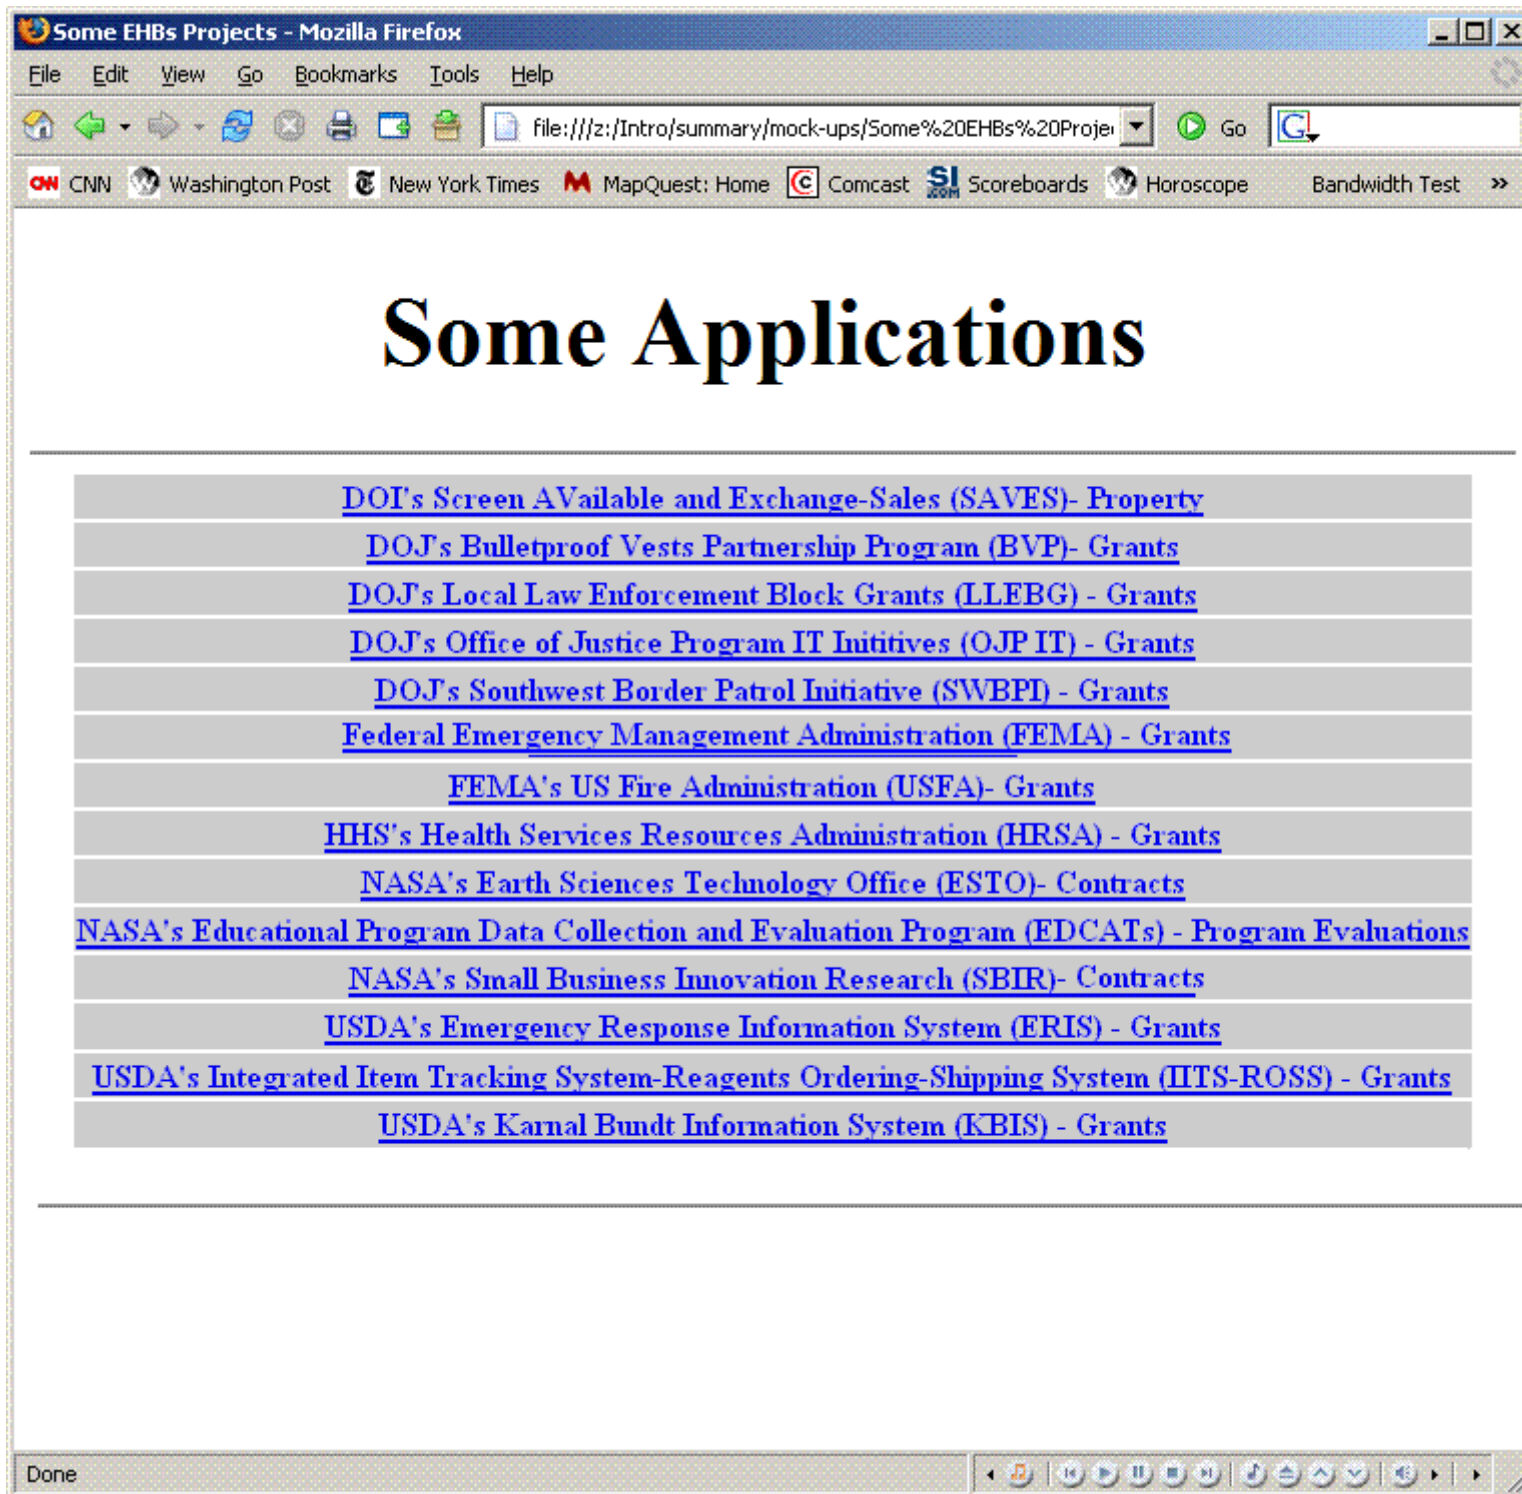 Some EHBs Projects - Mozilla Firefox
File Edit View Go Bookmarks Tools Help
file:///z:/Intro/summary/mock-ups/Some%20EHBs%20Proje Go G
CNN CNN Washington Post New York Times MapQuest: Home C Comcast SI.COM Scoreboards Horoscope Bandwidth Test »
Some Applications
DOI's Screen AVailable and Exchange-Sales (SAVES)- Property
DOJ's Bulletproof Vests Partnership Program (BVP)- Grants
DOJ's Local Law Enforcement Block Grants (LLEBG) - Grants
DOJ's Office of Justice Program IT Inititives (OJP IT) - Grants
DOJ's Southwest Border Patrol Initiative (SWBPI) - Grants
Federal Emergency Management Administration (FEMA) - Grants
FEMA's US Fire Administration (USFA)- Grants
HHS's Health Services Resources Administration (HRSA) - Grants
NASA's Earth Sciences Technology Office (ESTO)- Contracts
NASA's Educational Program Data Collection and Evaluation Program (EDCATs) - Program Evaluations
NASA's Small Business Innovation Research (SBIR)- Contracts
USDA's Emergency Response Information System (ERIS) - Grants
USDA's Integrated Item Tracking System-Reagents Ordering-Shipping System (IITS-ROSS) - Grants
USDA's Karnal Bundt Information System (KBIS) - Grants
Done